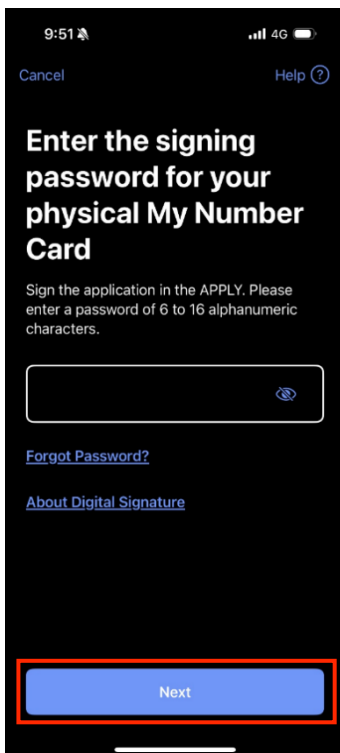 9:51 4G
Cancel Help ?
Enter the signing
password for your
physical My Number
Card
Sign the application in the APPLY. Please
enter a password of 6 to 16 alphanumeric
characters.
Forgot Password?
About Digital Signature
Next